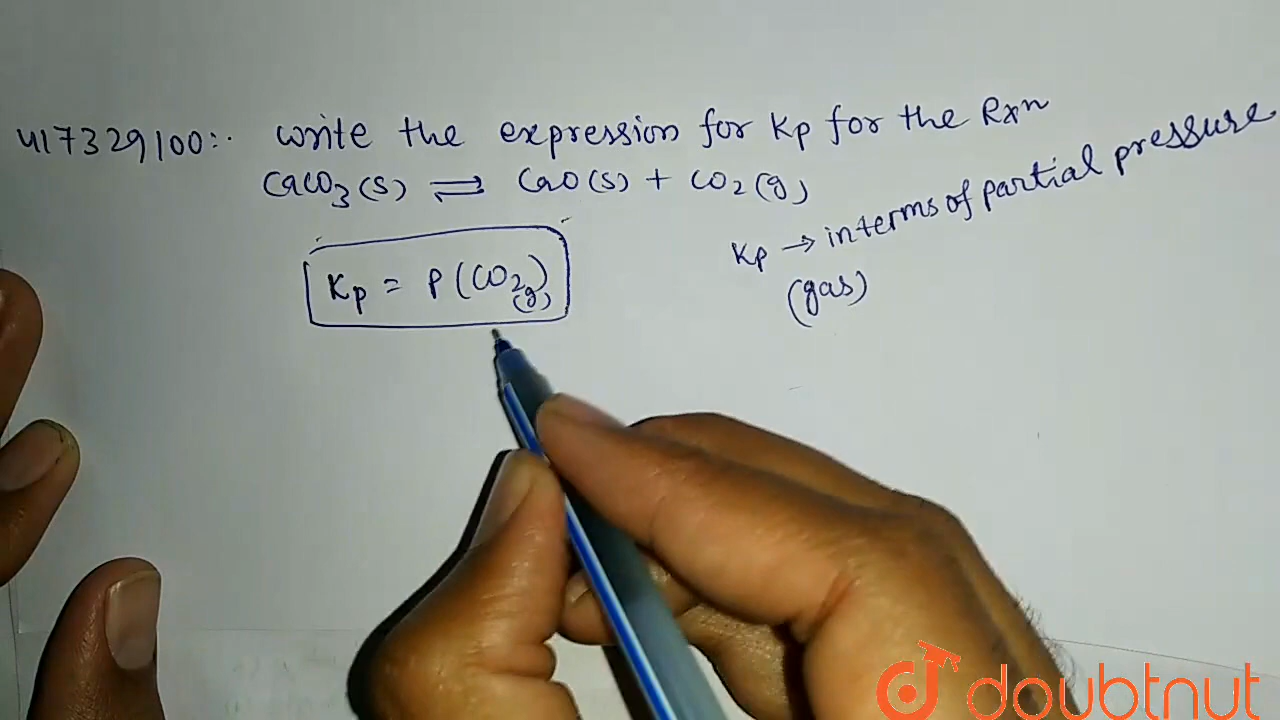 417329100:- Write the expression for Kp for the Rxn
CaCO3(s) ⇌ CaO(s) + CO2(g)
Kp → interms of partial pressure
(gas)
Kp = P(CO2(g))
doubtnut